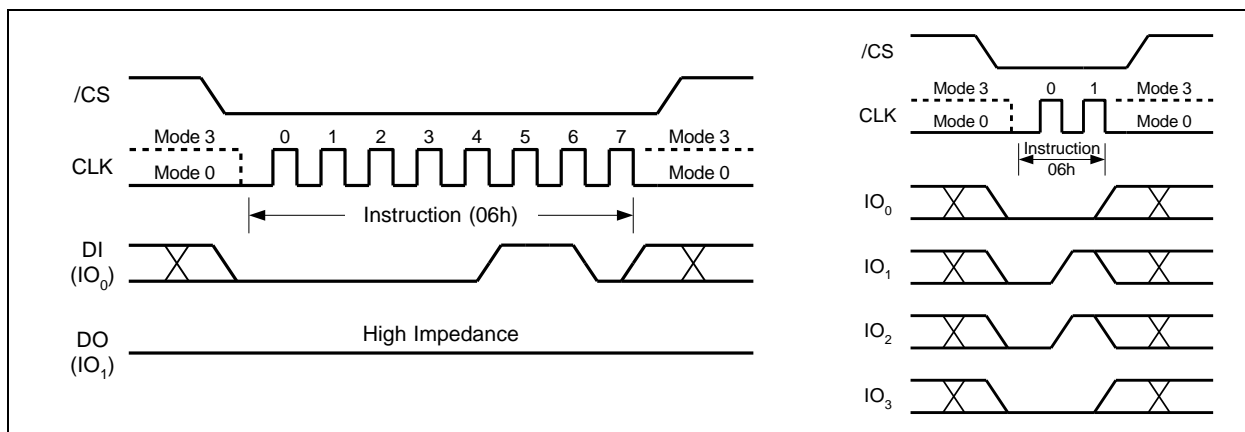 /CS
Mode 3 0 1 2 3 4 5 6 7 Mode 3
CLK Mode 0 Mode 0
Instruction (06h)
DI
(IO0)
High Impedance
DO
(IO1)
/CS
Mode 3 0 1 Mode 3
CLK Mode 0 Mode 0
Instruction
06h
IO0
IO1
IO2
IO3